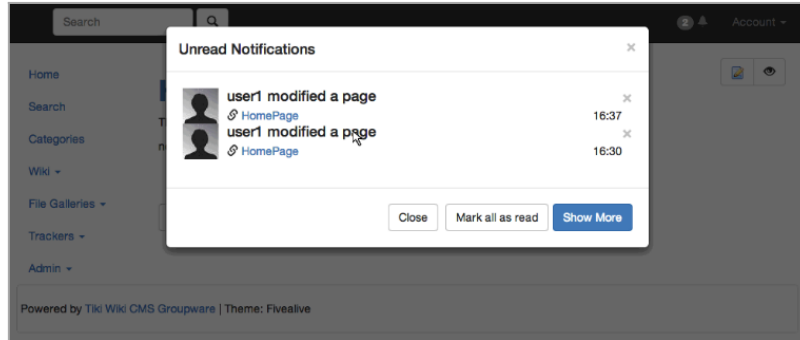 Search
2
Account
Unread Notifications
×
Home
Search
Categories
Wiki
File Galleries
Trackers
Admin
user1 modified a page
×
HomePage
16:37
user1 modified a page
×
HomePage
16:30
Close
Mark all as read
Show More
Powered by Tiki Wiki CMS Groupware | Theme: Fivealive